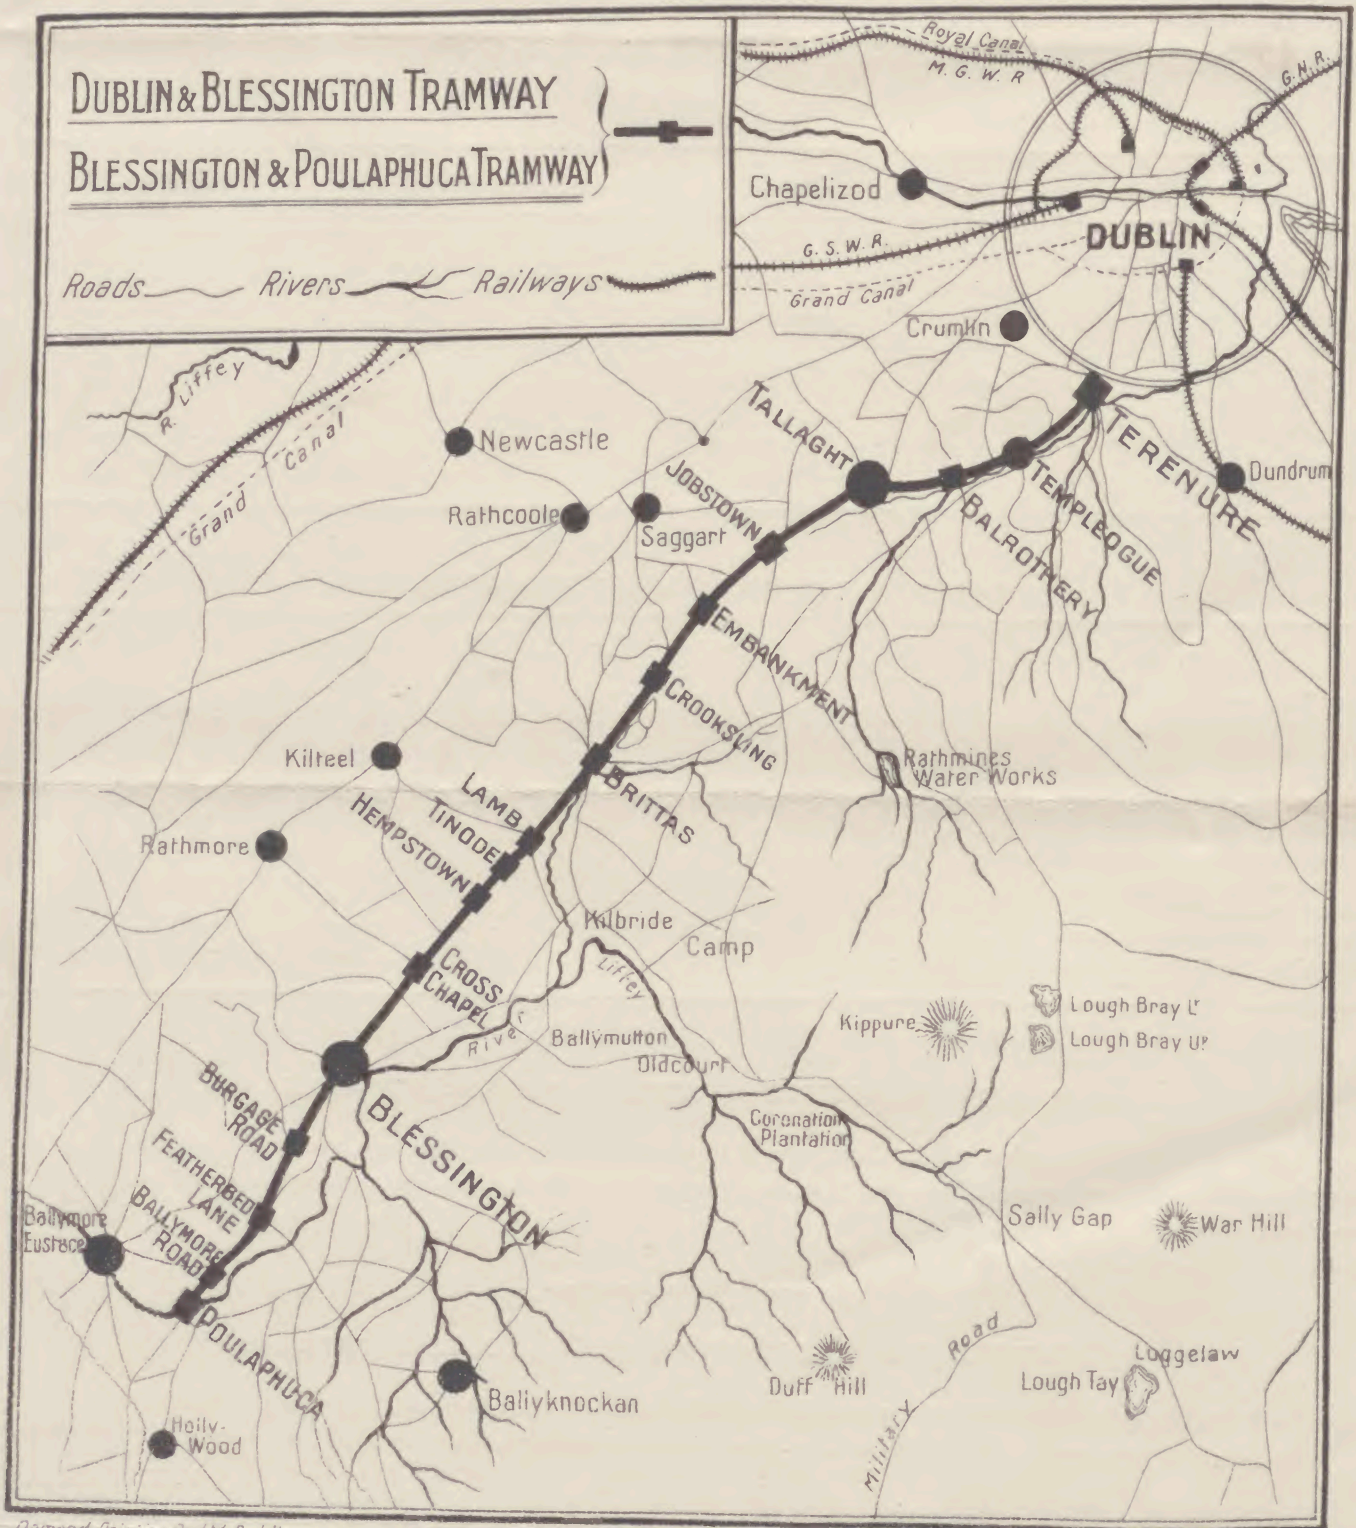 DUBLIN & BLESSINGTON TRAMWAY
BLESSINGTON & POULAPHUCA TRAMWAY
Roads
Rivers
Railways
Royal Canal
M. G. W. R
G. N. R.
Chapelizod
DUBLIN
G. S. W. R.
Grand Canal
Crumlin
R. Liffey
Grand Canal
Newcastle
TALLAGHT
TERENURE
Dundrum
JOBSTOWN
TEMPLEOGUE
BALROTHERY
Rathcoole
Saggart
EMBANKMENT
CROOKSLING
Kilteel
Rathmines
Water Works
BRITTAS
LAMB
TINODE
HEMPSTOWN
Rathmore
Kilbride
Camp
Liffey
River
CROSS
CHAPEL
Ballymutton
Oldcourt
Kippure
Lough Bray Lr
Lough Bray Up
Coronation
Plantation
BLESSINGTON
BURGAGE
ROAD
FEATHERBED
LANE
BALLYMORE
ROAD
Ballymore
Eustace
POULAPHUCA
Sally Gap
War Hill
Duff Hill
Military Road
Luggelaw
Lough Tay
Ballyknockan
Holly-
Wood